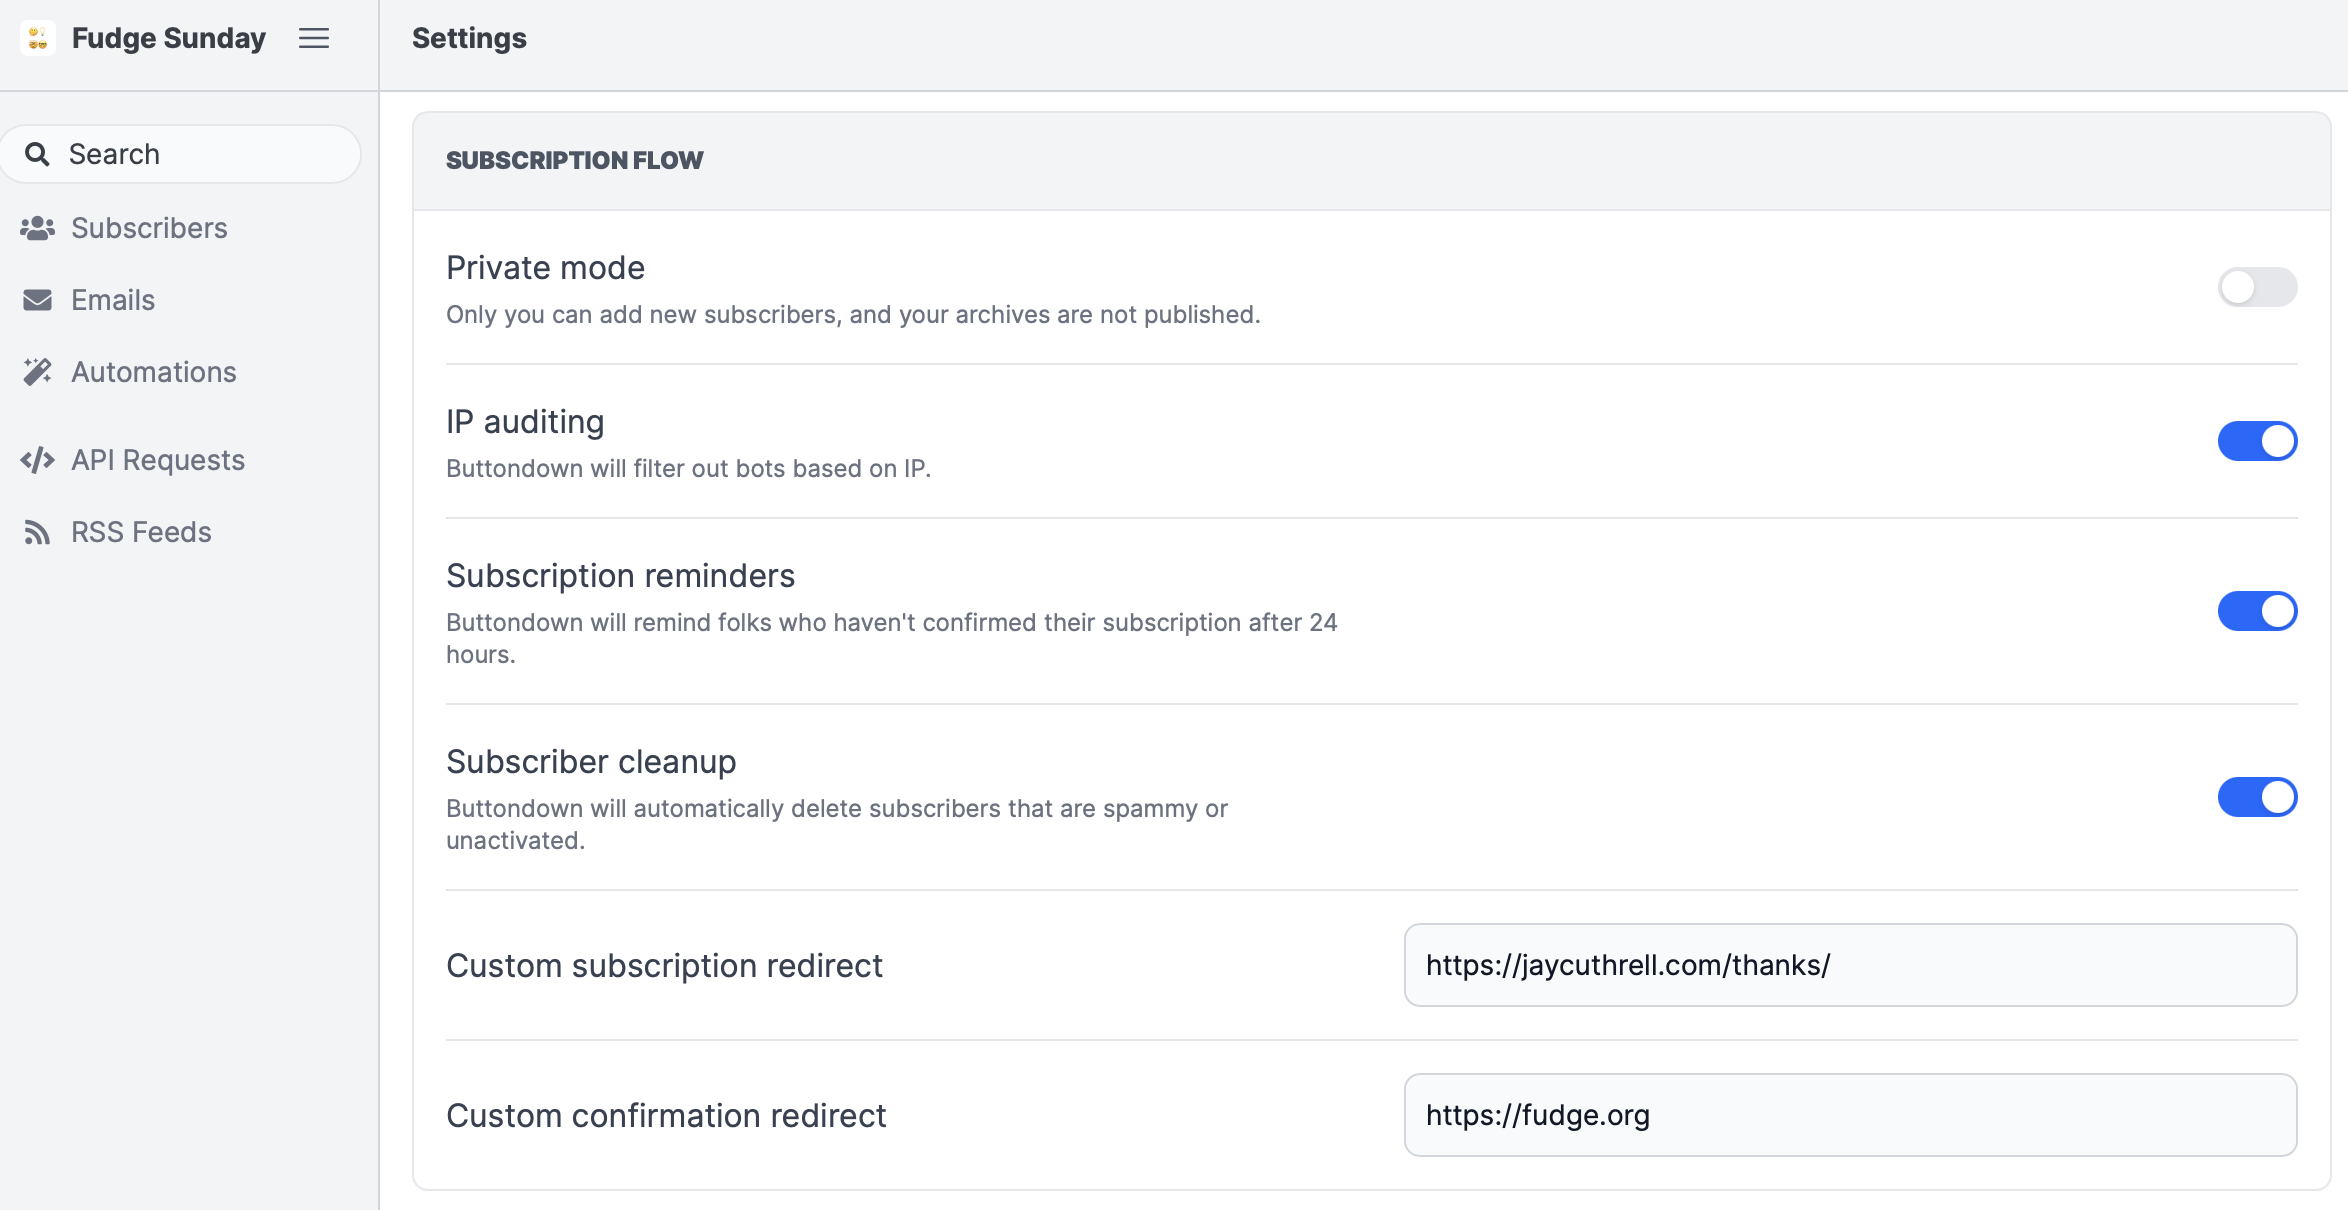 Fudge Sunday
Settings
Search
Subscribers
Emails
Automations
API Requests
RSS Feeds
SUBSCRIPTION FLOW
Private mode
Only you can add new subscribers, and your archives are not published.
IP auditing
Buttondown will filter out bots based on IP.
Subscription reminders
Buttondown will remind folks who haven't confirmed their subscription after 24
hours.
Subscriber cleanup
Buttondown will automatically delete subscribers that are spammy or
unactivated.
Custom subscription redirect
https://jaycuthrell.com/thanks/
Custom confirmation redirect
https://fudge.org